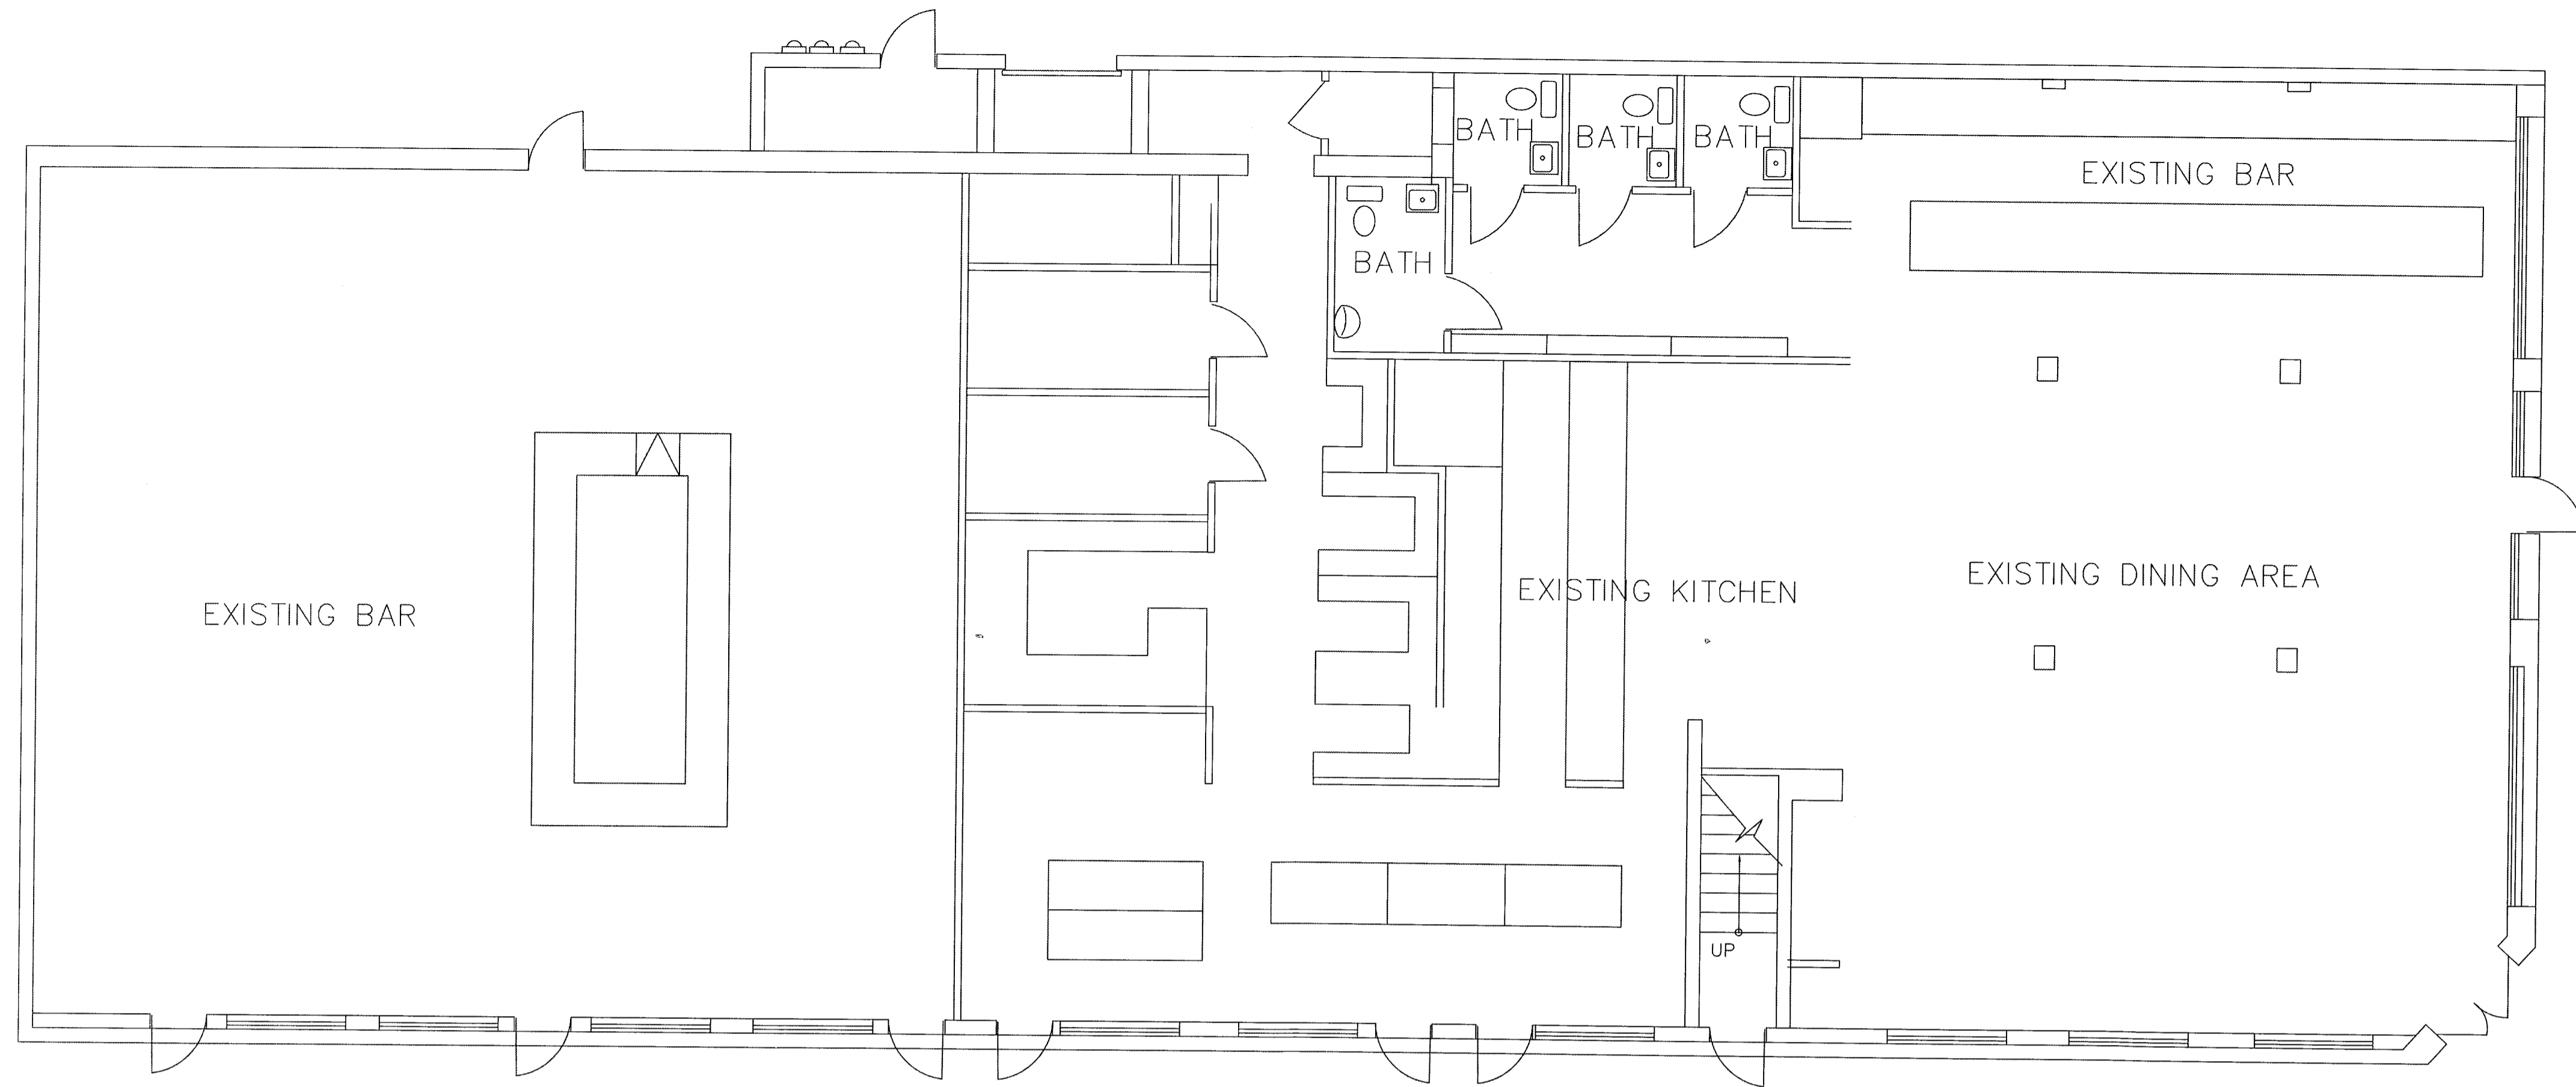 BATH
BATH
BATH
EXISTING BAR
BATH
EXISTING DINING AREA
EXISTING KITCHEN
EXISTING BAR
UP